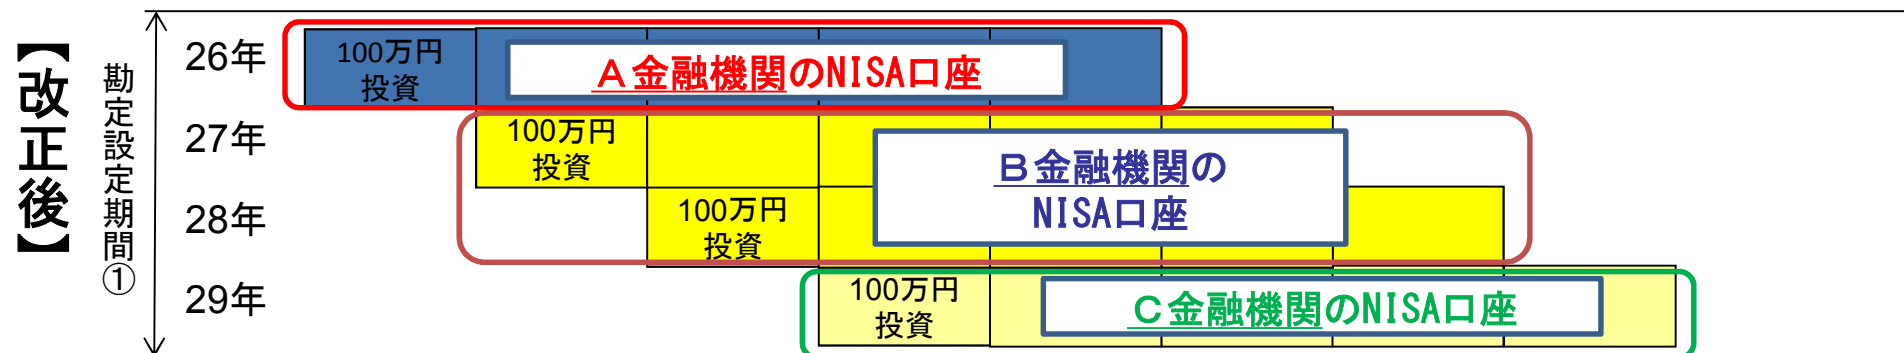 【改正後】
勘定設定期間①
26年
100万円
投資
A金融機関のNISA口座
27年
100万円
投資
B金融機関の
NISA口座
28年
100万円
投資
29年
100万円
投資
C金融機関のNISA口座